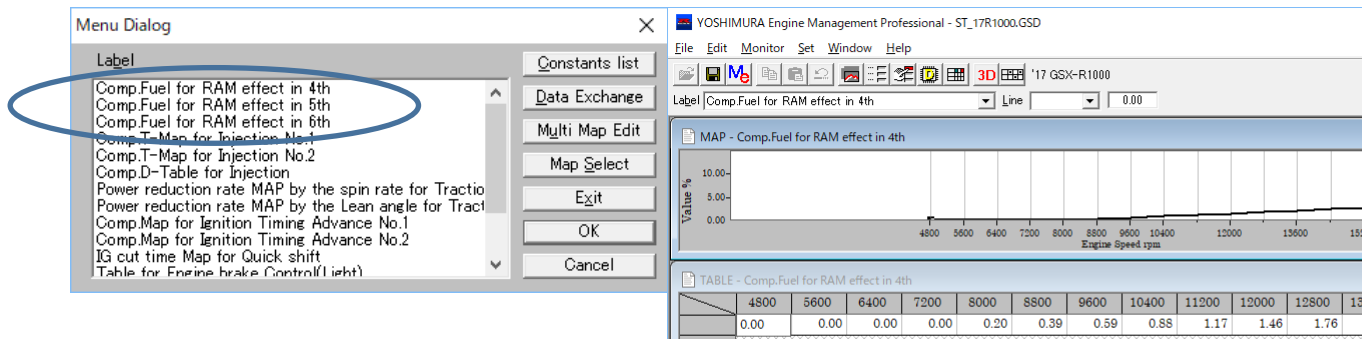 Menu Dialog
Label
Comp.Fuel for RAM effect in 4th
Comp.Fuel for RAM effect in 5th
Comp.Fuel for RAM effect in 6th
Comp.T-Map for Injection No.1
Comp.T-Map for Injection No.2
Comp.D-Table for Injection
Power reduction rate MAP by the spin rate for Tractio
Power reduction rate MAP by the Lean angle for Tract
Comp.Map for Ignition Timing Advance No.1
Comp.Map for Ignition Timing Advance No.2
IG cut time Map for Quick shift
Table for Engine brake Control(Light)
Constants list
Data Exchange
Multi Map Edit
Map Select
Exit
OK
Cancel
YOSHIMURA Engine Management Professional - ST_17R1000.GSD
File Edit Monitor Set Window Help
Me 3D '17 GSX-R1000
Label Comp.Fuel for RAM effect in 4th Line 0.00
MAP - Comp.Fuel for RAM effect in 4th
Value %
10.00
5.00
0.00
4800 5600 6400 7200 8000 8800 9600 10400 12000 13600 155
Engine Speed rpm
TABLE - Comp.Fuel for RAM effect in 4th
4800 5600 6400 7200 8000 8800 9600 10400 11200 12000 12800 13
0.00 0.00 0.00 0.00 0.20 0.39 0.59 0.88 1.17 1.46 1.76